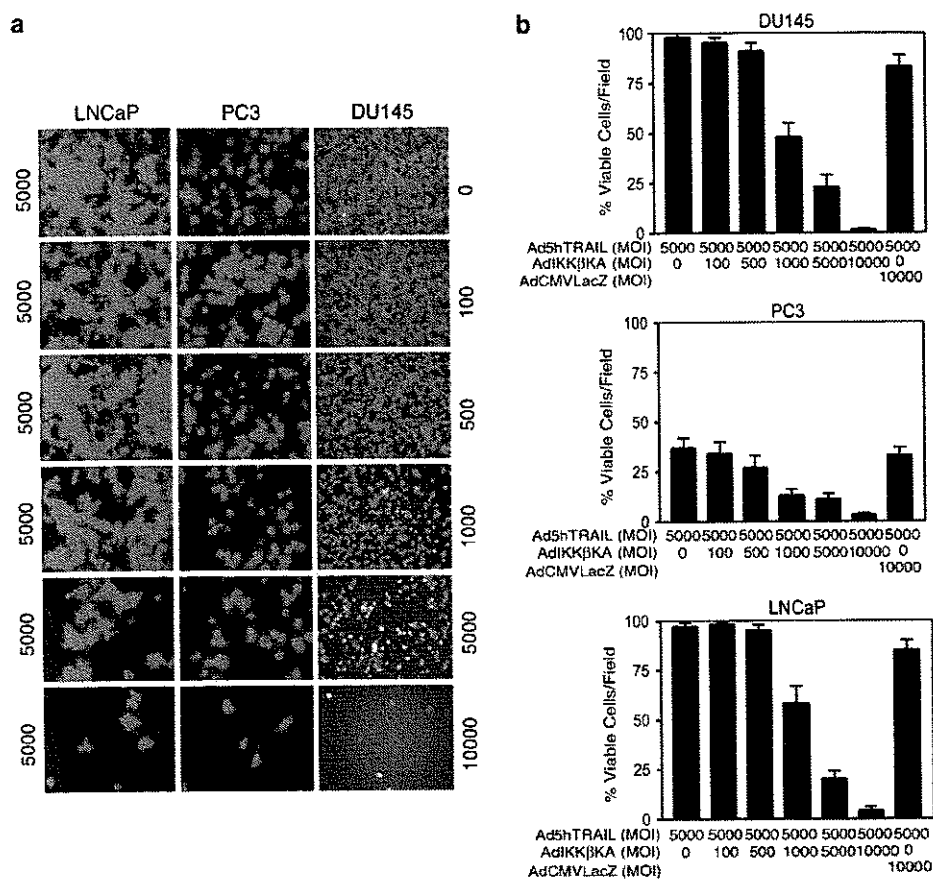 a
LNCaP PC3 DU145
5000 0
5000 100
5000 500
5000 1000
5000 5000
5000 10000
b
DU145
% Viable Cells/Field
100
75
50
25
0
Ad5hTRAIL (MOI) 5000 5000 5000 5000 5000 5000 5000
AdIKKβKA (MOI) 0 100 500 1000 5000 10000 0
AdCMVLacZ (MOI) 10000
PC3
% Viable Cells/Field
100
75
50
25
0
Ad5hTRAIL (MOI) 5000 5000 5000 5000 5000 5000 5000
AdIKKβKA (MOI) 0 100 500 1000 5000 10000 0
AdCMVLacZ (MOI) 10000
LNCaP
% Viable Cells/Field
100
75
50
25
0
Ad5hTRAIL (MOI) 5000 5000 5000 5000 5000 5000 5000
AdIKKβKA (MOI) 0 100 500 1000 5000 10000 0
AdCMVLacZ (MOI) 10000